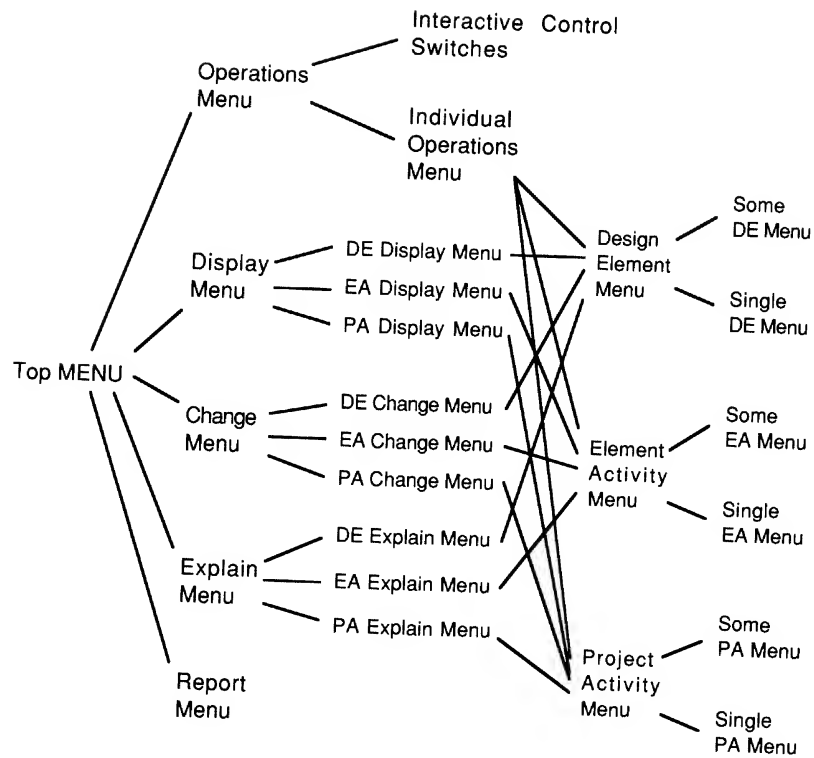 Interactive Control
Switches
Operations
Menu
Individual
Operations
Menu
Display
Menu
DE Display Menu
EA Display Menu
PA Display Menu
Design
Element
Menu
Some
DE Menu
Single
DE Menu
Top MENU
Change
Menu
DE Change Menu
EA Change Menu
PA Change Menu
Element
Activity
Menu
Some
EA Menu
Single
EA Menu
Explain
Menu
DE Explain Menu
EA Explain Menu
PA Explain Menu
Project
Activity
Menu
Some
PA Menu
Single
PA Menu
Report
Menu